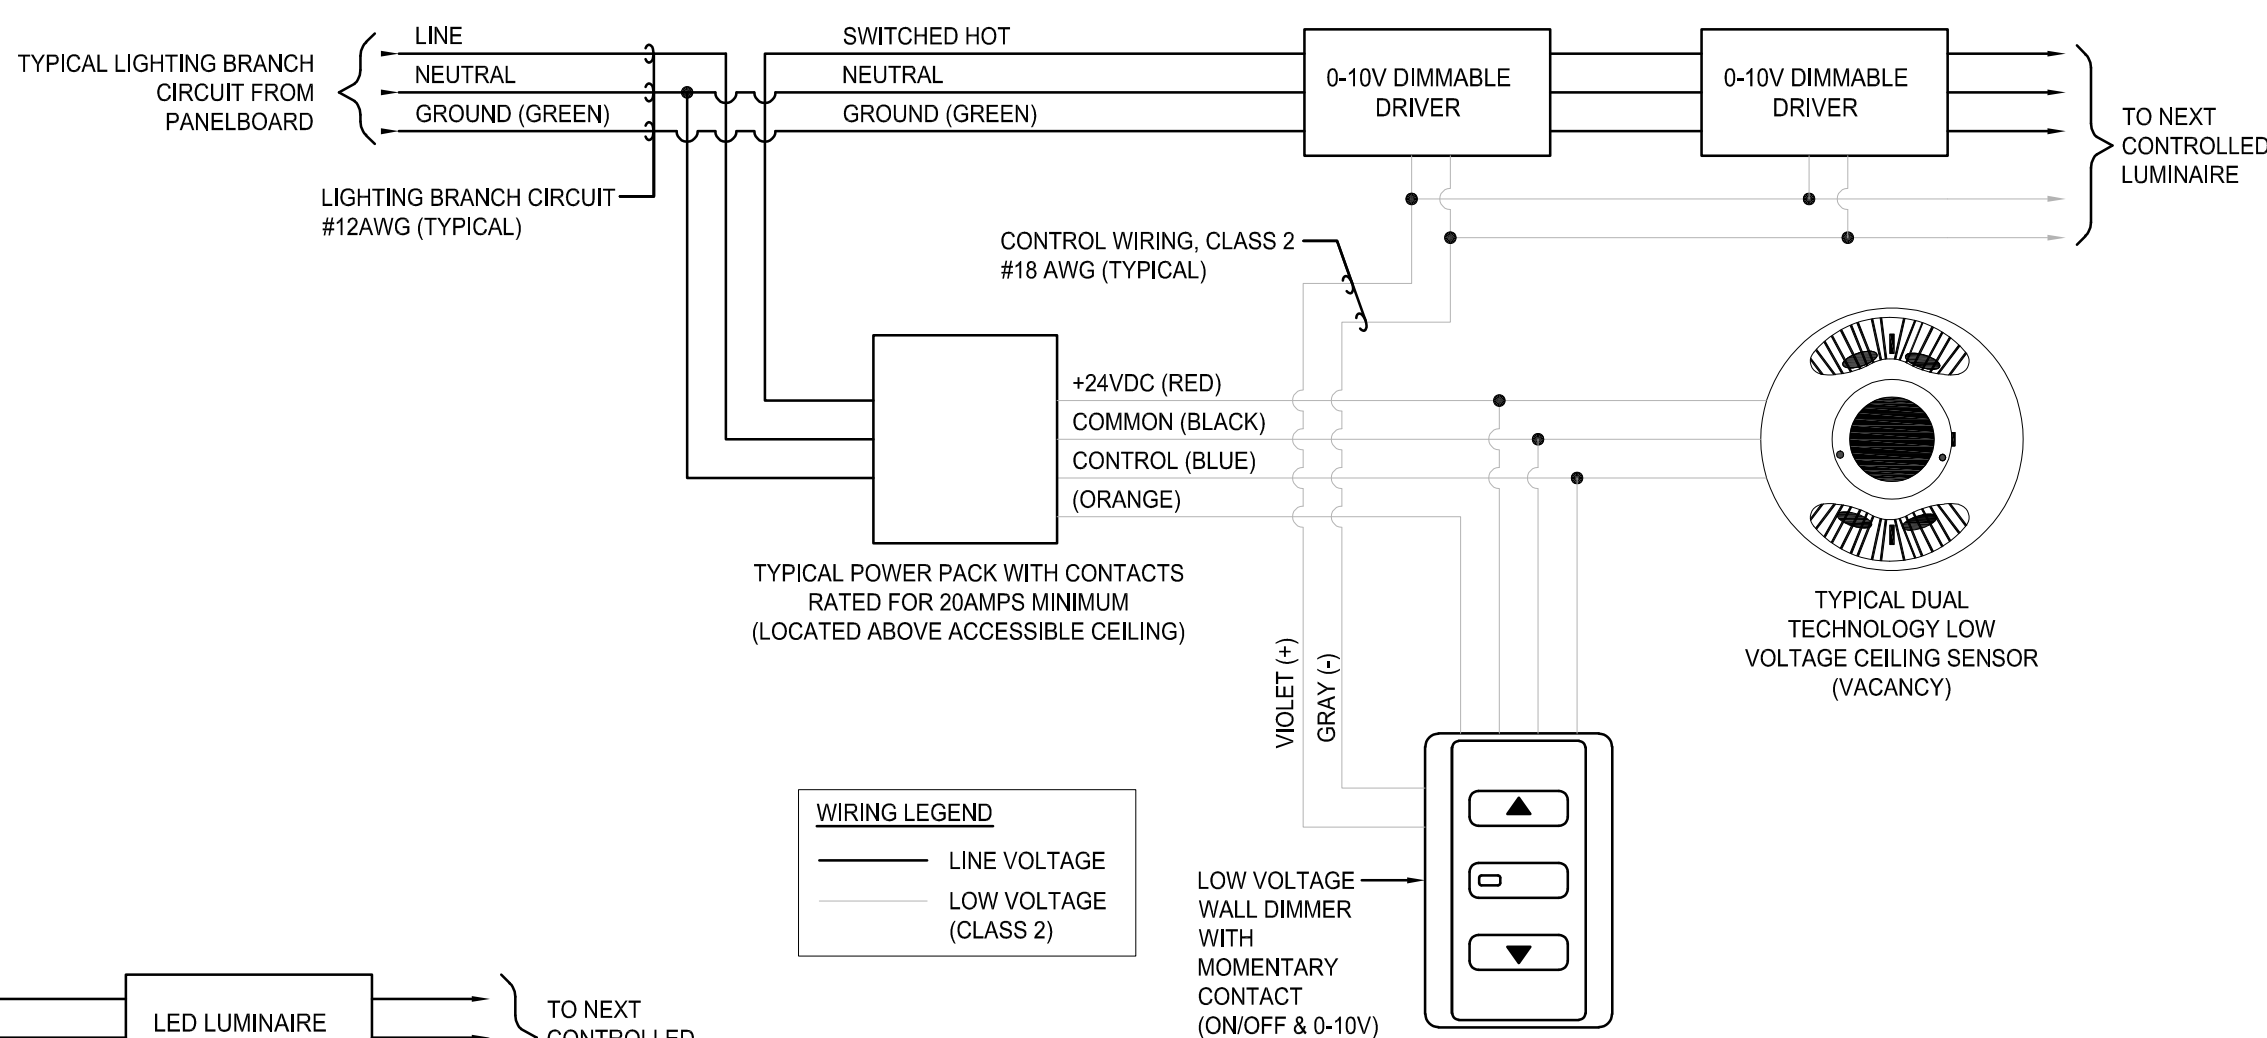 LINE
SWITCHED HOT
TYPICAL LIGHTING BRANCH
CIRCUIT FROM
PANELBOARD
NEUTRAL
NEUTRAL
GROUND (GREEN)
GROUND (GREEN)
0-10V DIMMABLE
DRIVER
0-10V DIMMABLE
DRIVER
TO NEXT
CONTROLLED
LUMINAIRE
LIGHTING BRANCH CIRCUIT
#12AWG (TYPICAL)
CONTROL WIRING, CLASS 2
#18 AWG (TYPICAL)
+24VDC (RED)
COMMON (BLACK)
CONTROL (BLUE)
(ORANGE)
TYPICAL POWER PACK WITH CONTACTS
RATED FOR 20AMPS MINIMUM
(LOCATED ABOVE ACCESSIBLE CEILING)
TYPICAL DUAL
TECHNOLOGY LOW
VOLTAGE CEILING SENSOR
(VACANCY)
VIOLET (+)
GRAY (-)
WIRING LEGEND
LINE VOLTAGE
LOW VOLTAGE
(CLASS 2)
LOW VOLTAGE
WALL DIMMER
WITH
MOMENTARY
CONTACT
(ON/OFF & 0-10V)
LED LUMINAIRE
TO NEXT
CONTROLLED